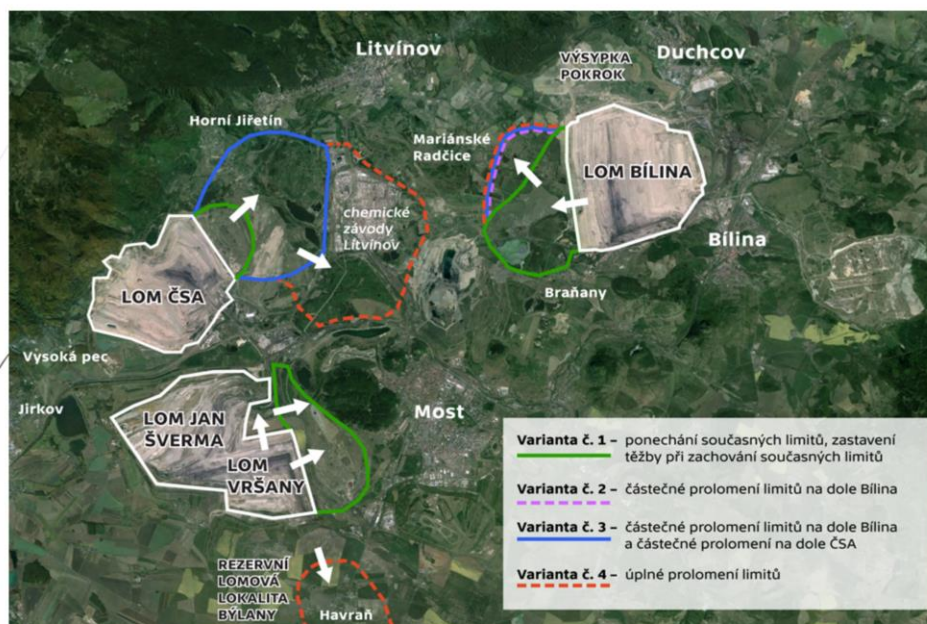 Litvínov
Duchcov
VÝSYPKA
POKROK
Horní Jiřetín
Mariánské
Radčice
LOM BÍLINA
chemické
závody
Litvínov
Bílina
LOM ČSA
Braňany
Vysoká pec
Jirkov
LOM JAN
ŠVERMA
Most
LOM
VRŠANY
REZERVNÍ
LOMOVÁ
LOKALITA
BÝLANY
Havraň
Varianta č. 1 – ponechání současných limitů, zastavení
těžby při zachování současných limitů
Varianta č. 2 – částečné prolomení limitů na dole Bílina
Varianta č. 3 – částečné prolomení limitů na dole Bílina
a částečné prolomení na dole ČSA
Varianta č. 4 – úplné prolomení limitů